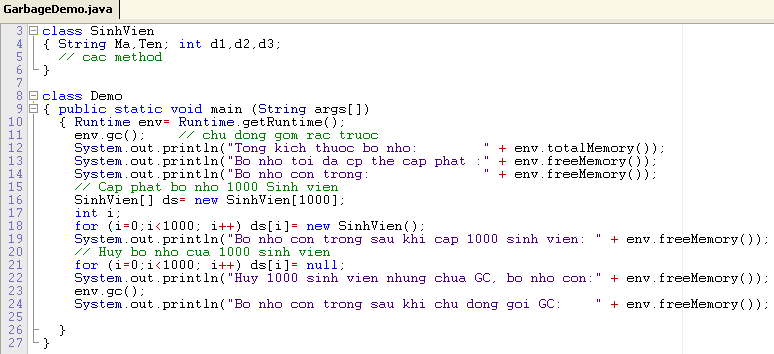 GarbageDemo.java
3 class SinhVien
4 { String Ma,Ten; int d1,d2,d3;
5 // cac method
6 }
7
8 class Demo
9 { public static void main (String args[])
10 { Runtime env= Runtime.getRuntime();
11 env.gc(); // chu dong gom rac truoc
12 System.out.println("Tong kich thuoc bo nho: " + env.totalMemory());
13 System.out.println("Bo nho toi da cp the cap phat :" + env.freeMemory());
14 System.out.println("Bo nho con trong: " + env.freeMemory());
15 // Cap phat bo nho 1000 Sinh vien
16 SinhVien[] ds= new SinhVien[1000];
17 int i;
18 for (i=0;i<1000; i++) ds[i]= new SinhVien();
19 System.out.println("Bo nho con trong sau khi cap 1000 sinh vien: " + env.freeMemory());
20 // Huy bo nho cua 1000 sinh vien
21 for (i=0;i<1000; i++) ds[i]= null;
22 System.out.println("Huy 1000 sinh vien nhung chua GC, bo nho con:" + env.freeMemory());
23 env.gc();
24 System.out.println("Bo nho con trong sau khi chu dong goi GC: " + env.freeMemory());
25
26 }
27 }